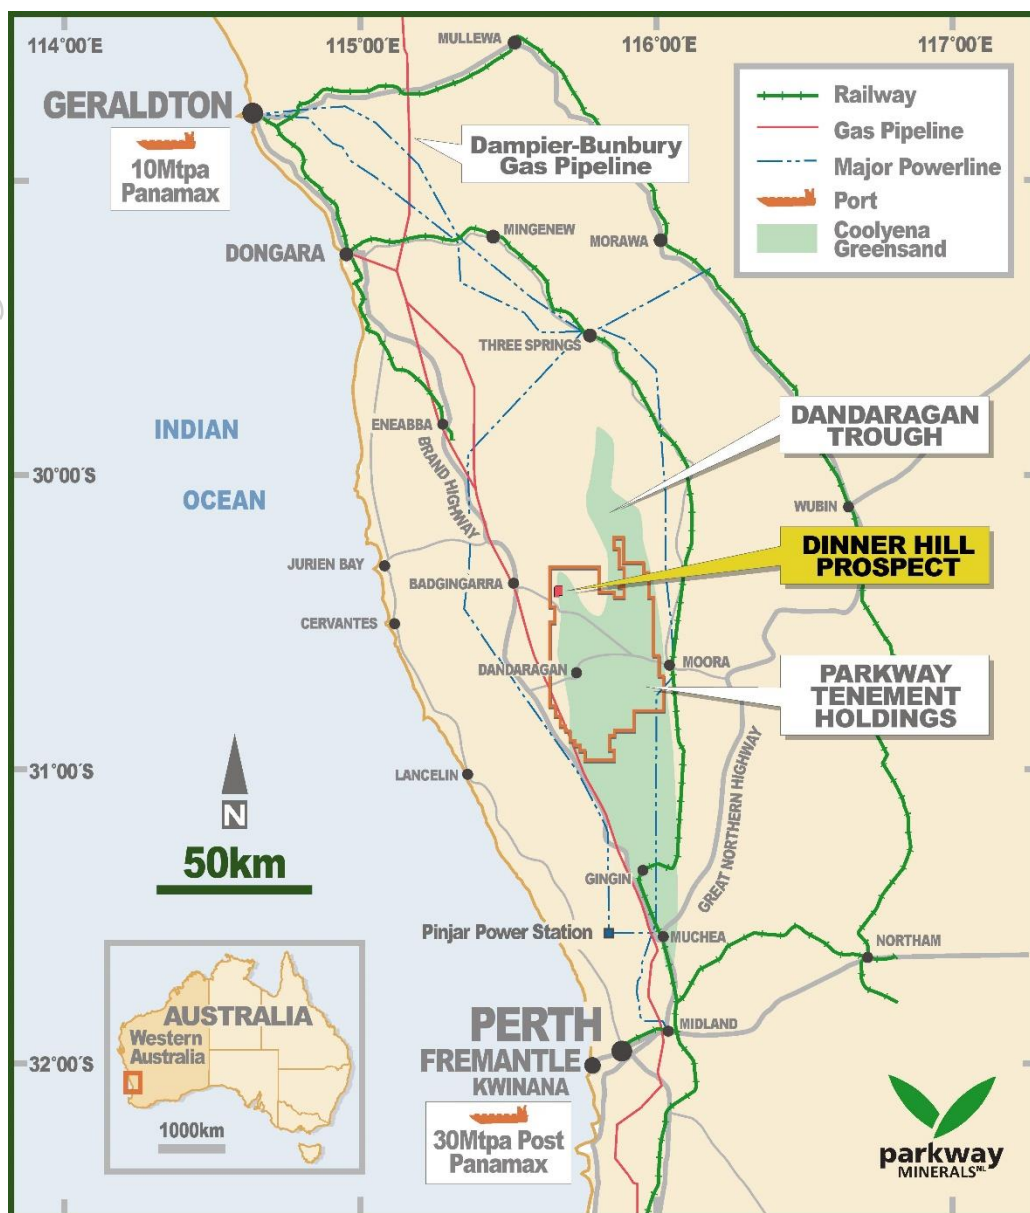 114°00´E
115°00´E
116°00´E
117°00´E
MULLEWA
GERALDTON
10Mtpa
Panamax
Dampier-Bunbury
Gas Pipeline
Railway
Gas Pipeline
Major Powerline
Port
Coolyena
Greensand
MINGENEW
MORAWA
DONGARA
THREE SPRINGS
ENEABBA
BRAND HIGHWAY
DANDARAGAN
TROUGH
INDIAN
OCEAN
30°00´S
WUBIN
DINNER HILL
PROSPECT
JURIEN BAY
BADGINGARRA
CERVANTES
DANDARAGAN
MOORA
PARKWAY
TENEMENT
HOLDINGS
31°00´S
LANCELIN
GREAT NORTHERN HIGHWAY
N
50km
GINGIN
Pinjar Power Station
MUCHEA
NORTHAM
AUSTRALIA
Western
Australia
1000km
PERTH
MIDLAND
FREMANTLE
KWINANA
32°00´S
30Mtpa Post
Panamax
parkway
MINERALS NL